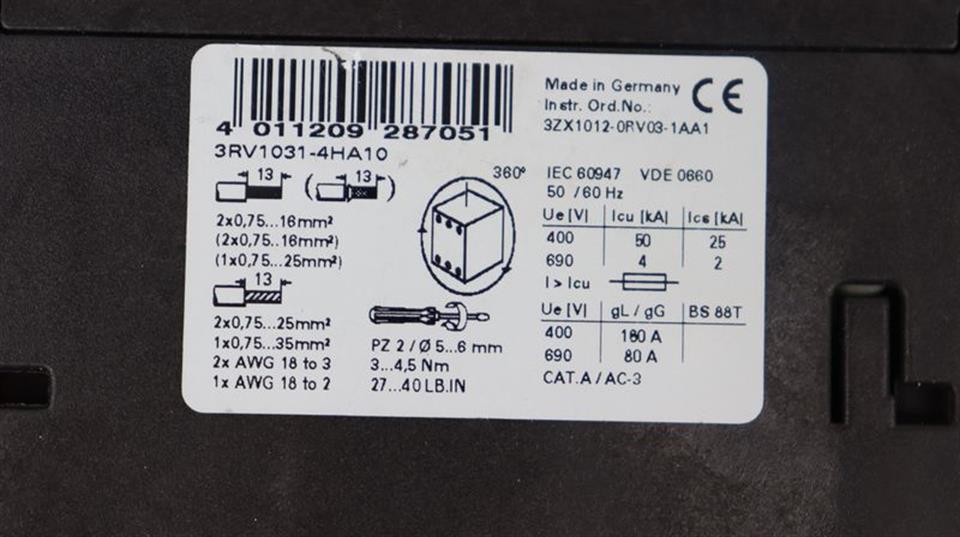 4 011209 287051
3RV1031-4HA10
13 ( 13 )
2x0,75...16mm²
(2x0,75...16mm²)
(1x0,75...25mm²)
13
2x0,75...25mm²
1x0,75...35mm²
2x AWG 18 to 3
1x AWG 18 to 2
360°
PZ 2 / Ø 5...6 mm
3...4,5 Nm
27...40 LB.IN
Made in Germany CE
Instr. Ord.No.:
3ZX1012-0RV03-1AA1
IEC 60947 VDE 0660
50 / 60 Hz
Ue [V] Icu [kA] Ics [kA]
400 50 25
690 4 2
I > Icu
Ue [V] gL / gG BS 88T
400 160 A
690 80 A
CAT.A / AC-3